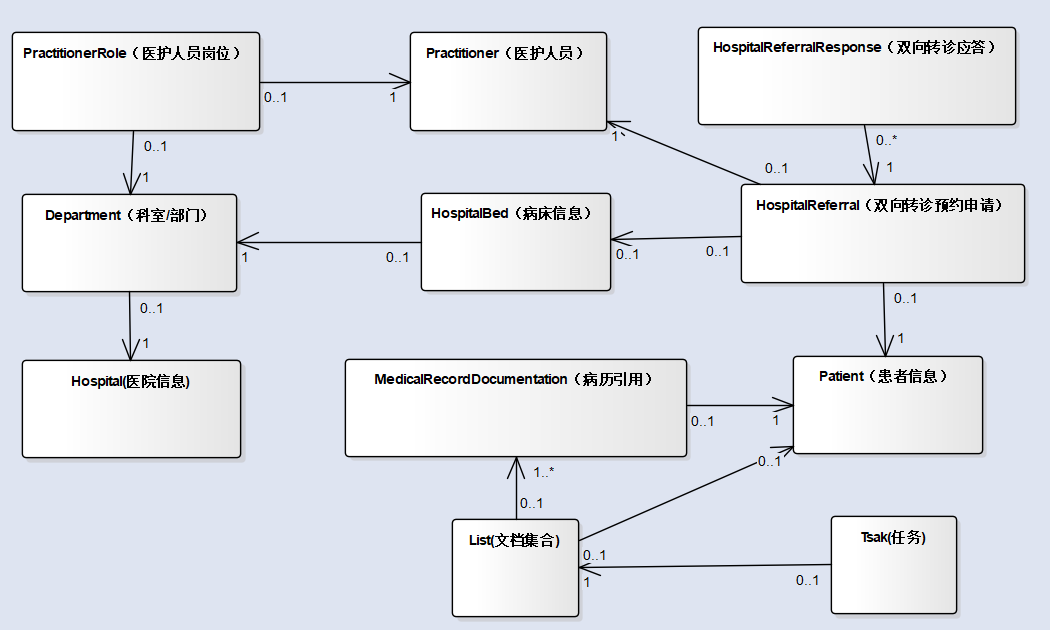 PractitionerRole（医护人员岗位）
Practitioner（医护人员）
HospitalReferralResponse（双向转诊应答）
0..1
1
1
0..1
0..*
1
0..1
1
Department（科室/部门）
HospitalBed（病床信息）
HospitalReferral（双向转诊预约申请）
1
0..1
0..1
0..1
0..1
1
0..1
1
Hospital(医院信息)
MedicalRecordDocumentation（病历引用）
Patient（患者信息）
0..1
1
0..1
1..*
0..1
List(文档集合)
Tsak(任务)
0..1
1
0..1